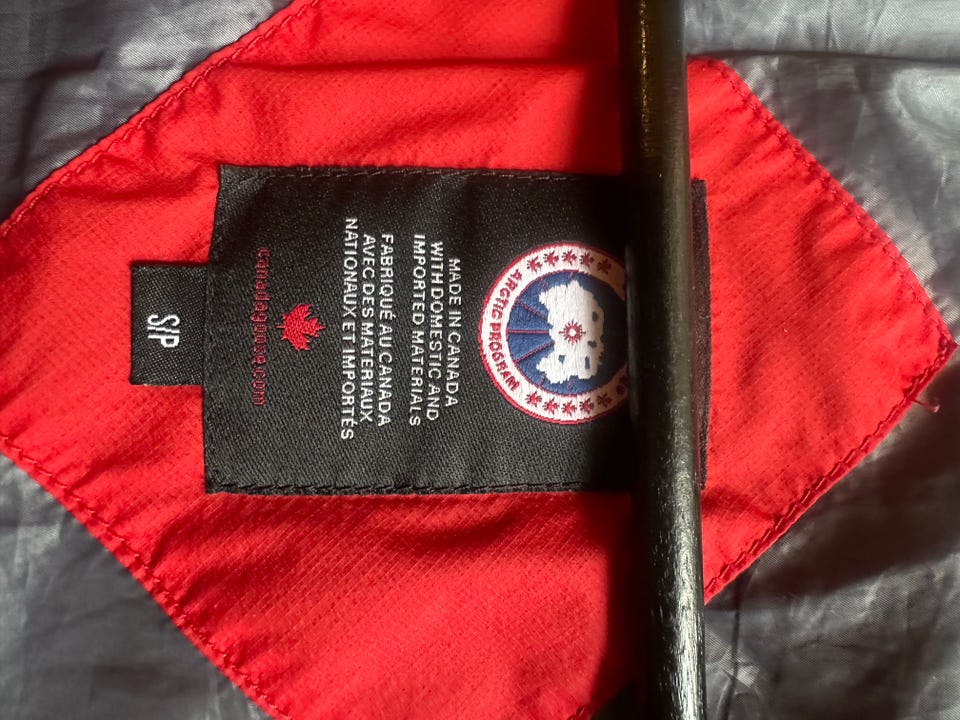 ARCTIC PROGRAM
MADE IN CANADA
WITH DOMESTIC AND
IMPORTED MATERIALS
FABRIQUÉ AU CANADA
AVEC DES MATERIAUX
NATIONAUX ET IMPORTÉS
canadagoose.com
S/P